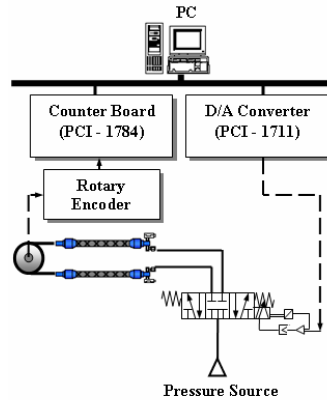 PC
Counter Board
(PCI - 1784)
D/A Converter
(PCI - 1711)
Rotary
Encoder
Pressure Source